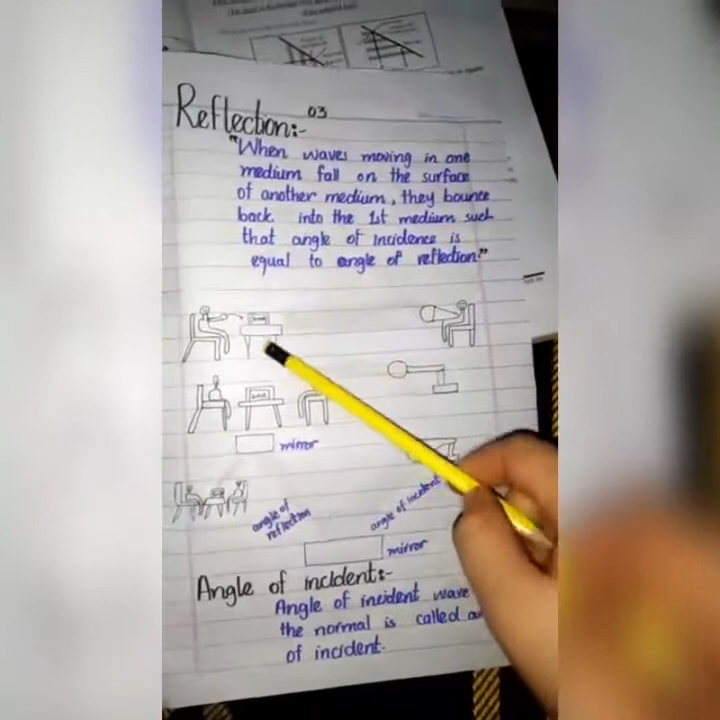 03
Reflection:-
"When waves moving in one
medium fall on the surface
of another medium, they bounce
back into the 1st medium such
that angle of incidence is
equal to angle of reflection."
mirror
angle of
reflection
angle of incident
mirror
Angle of incident:-
Angle of incident wave
the normal is called
of incident.